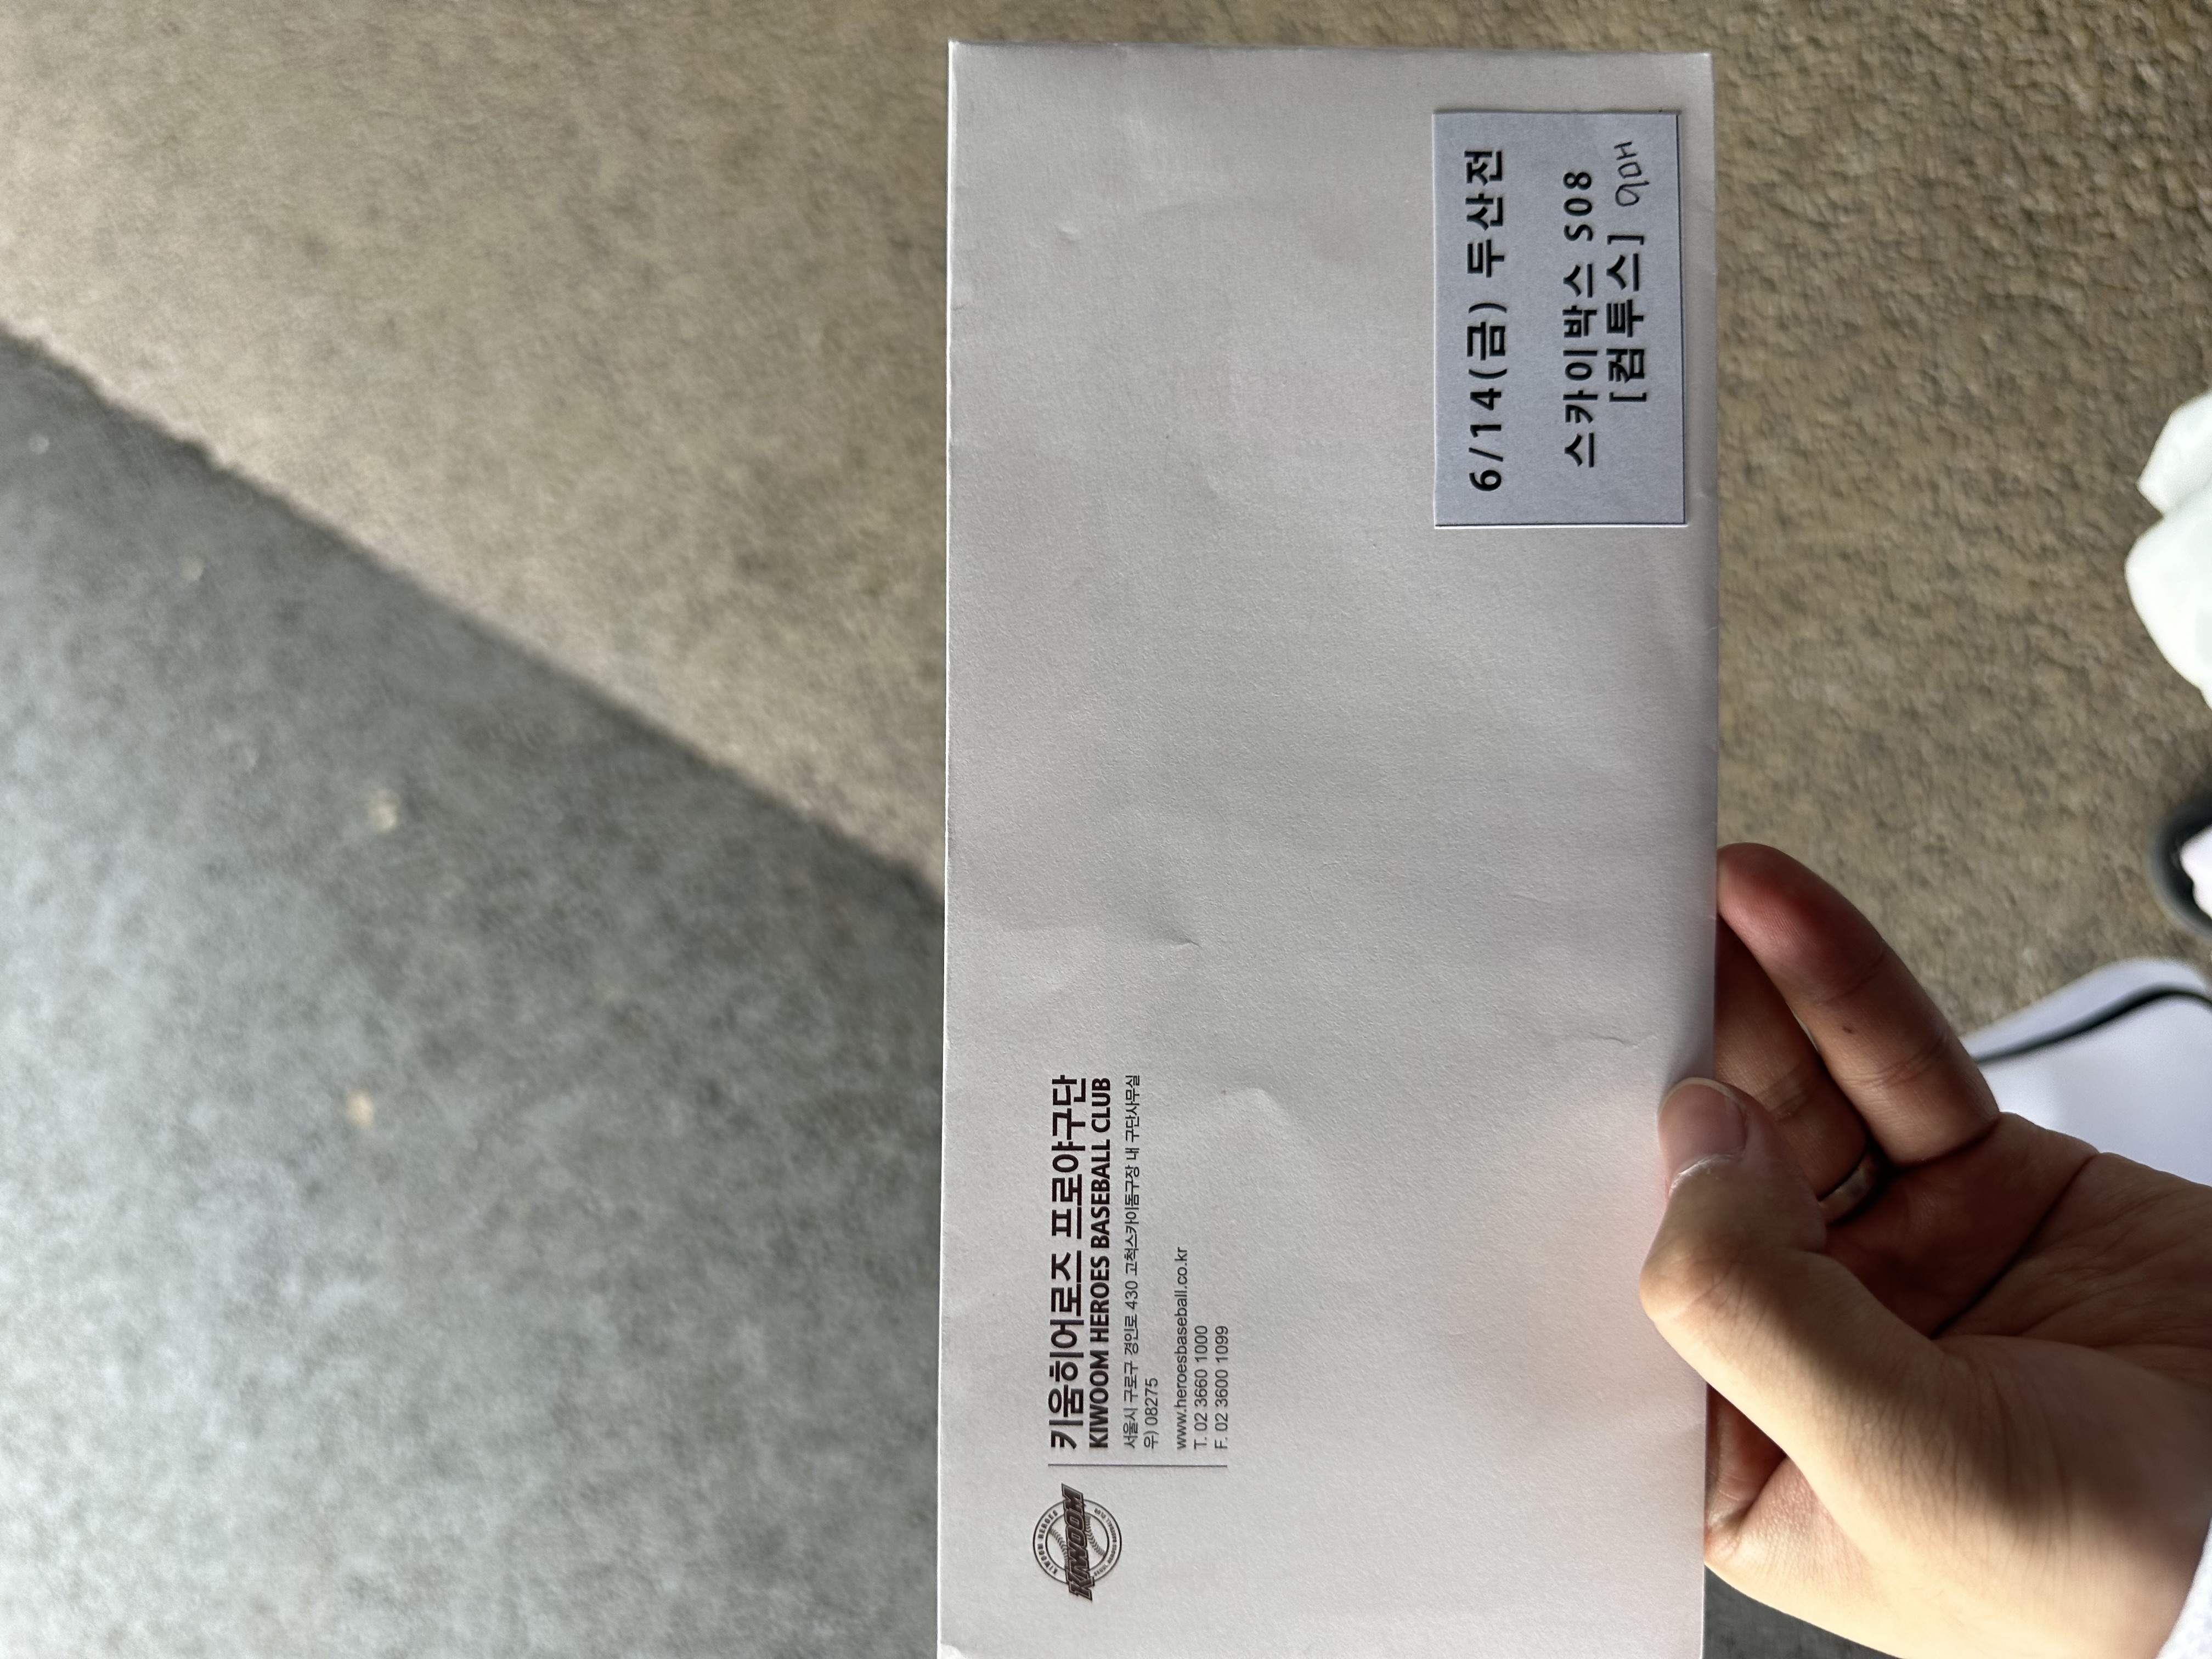 키움히어로즈 프로야구단
KIWOOM HEROES BASEBALL CLUB
서울시 구로구 경인로 430 고척스카이돔구장 내 구단사무실
우) 08275
www.heroesbaseball.co.kr
T. 02 3660 1000
F. 02 3600 1099
KIWOOM HEROES
KIWOOM
6/14(금) 두산전
스카이박스 S08
[컴투스] 9매